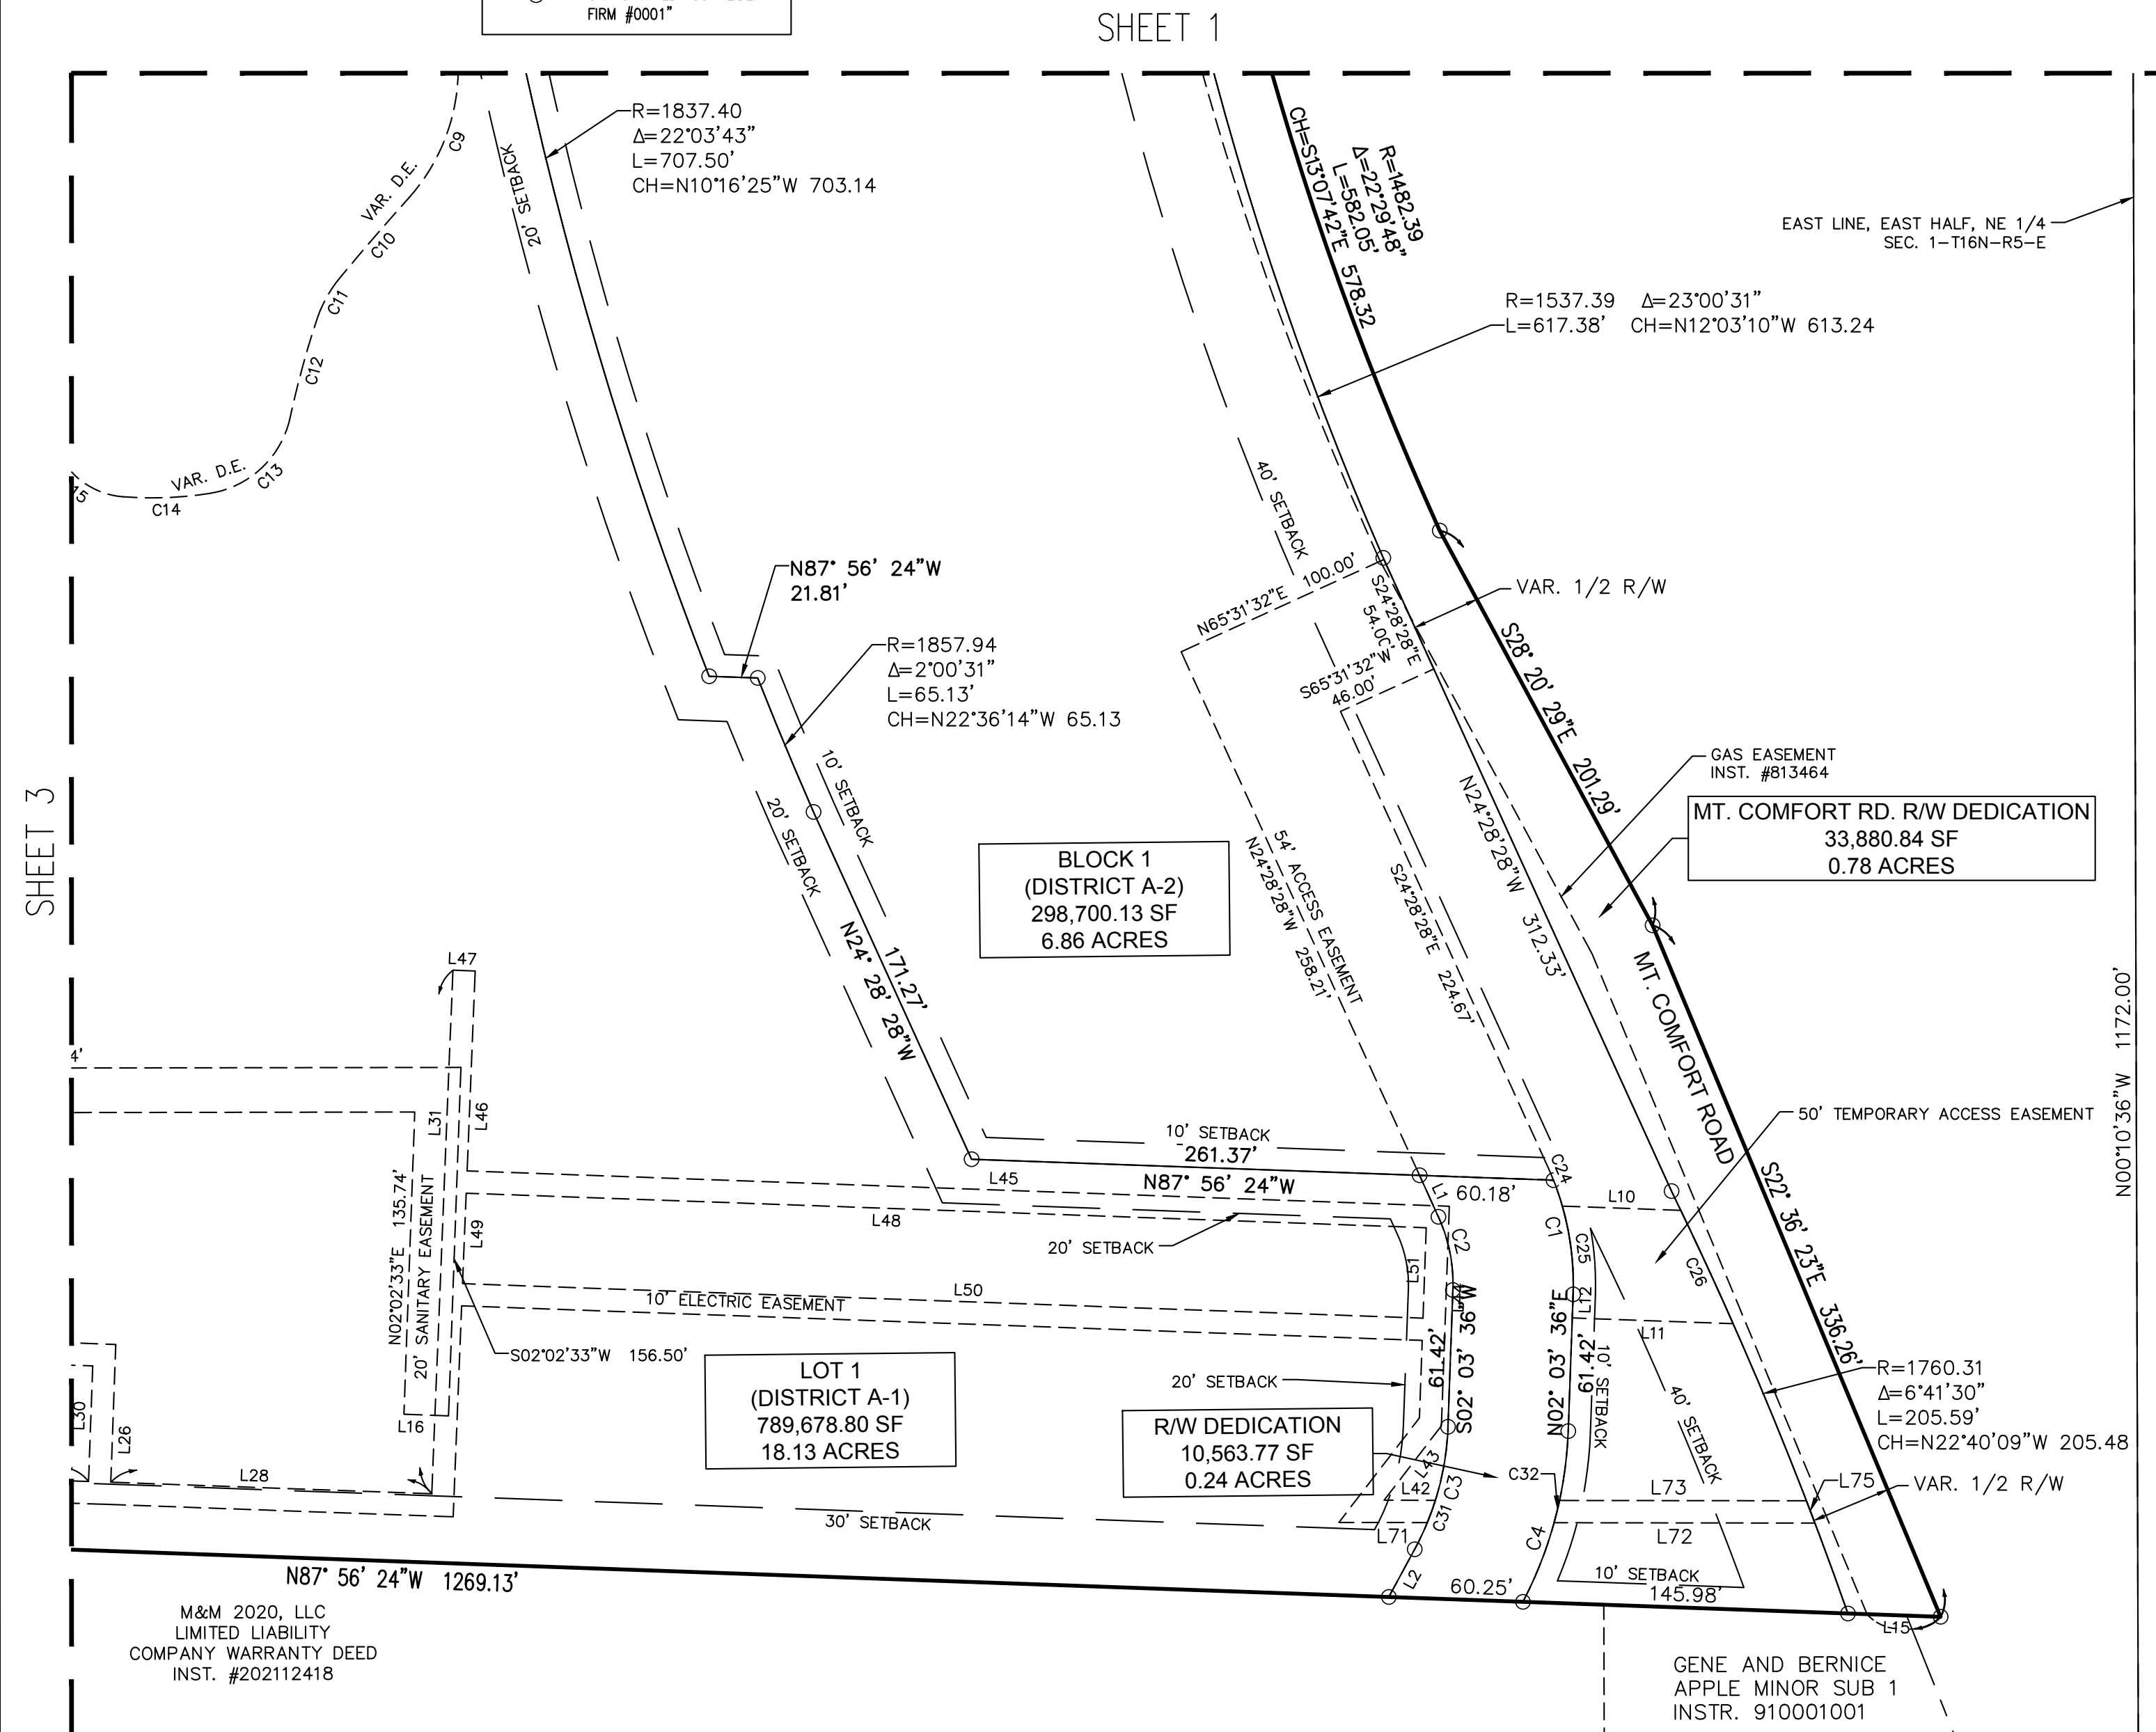 FIRM #0001"
SHEET 1
R=1837.40
Δ=22°03'43"
L=707.50'
CH=N10°16'25"W 703.14
C9
VAR. D.E.
C10
C11
C12
C13
VAR. D.E.
C14
15
20' SETBACK
R=1482.39
Δ=22°29'48"
L=582.05'
CH=S13°07'42"E 578.32
EAST LINE, EAST HALF, NE 1/4
SEC. 1-T16N-R5-E
R=1537.39 Δ=23°00'31"
L=617.38' CH=N12°03'10"W 613.24
40' SETBACK
N87° 56' 24"W
21.81'
N65°31'32"E 100.00'
S24°28'28"E
54.00'
S65°31'32"W
46.00'
VAR. 1/2 R/W
S28° 20' 29"E 201.29'
R=1857.94
Δ=2°00'31"
L=65.13'
CH=N22°36'14"W 65.13
10' SETBACK
20' SETBACK
GAS EASEMENT
INST. #813464
MT. COMFORT RD. R/W DEDICATION
33,880.84 SF
0.78 ACRES
SHEET 3
BLOCK 1
(DISTRICT A-2)
298,700.13 SF
6.86 ACRES
54' ACCESS EASEMENT
N24°28'28"W 258.21'
S24°28'28"E 224.67'
N24°28'28"W 312.33'
171.27'
N24° 28' 28"W
MT. COMFORT ROAD
N00°10'36"W 1172.00'
L47
4'
L31
L46
50' TEMPORARY ACCESS EASEMENT
10' SETBACK
261.37'
N87° 56' 24"W
L45
60.18'
C24
L1
L10
C1
C2
C25
C26
S22° 36' 23"E 336.26'
N02°02'33"E 135.74'
20' SANITARY EASEMENT
L49
L48
20' SETBACK
L51
L50
10' ELECTRIC EASEMENT
L12
L11
S02°02'33"W 156.50'
LOT 1
(DISTRICT A-1)
789,678.80 SF
18.13 ACRES
20' SETBACK
61.42'
S02° 03' 36"W
N02° 03' 36"E
61.42'
10' SETBACK
40' SETBACK
R=1760.31
Δ=6°41'30"
L=205.59'
CH=N22°40'09"W 205.48
R/W DEDICATION
10,563.77 SF
0.24 ACRES
L30
L26
L16
L28
L43
L42
C3
C31
C32
L73
L75
VAR. 1/2 R/W
30' SETBACK
L71
C4
L72
L2
10' SETBACK
60.25'
145.98'
L15
N87° 56' 24"W 1269.13'
M&M 2020, LLC
LIMITED LIABILITY
COMPANY WARRANTY DEED
INST. #202112418
GENE AND BERNICE
APPLE MINOR SUB 1
INSTR. 910001001